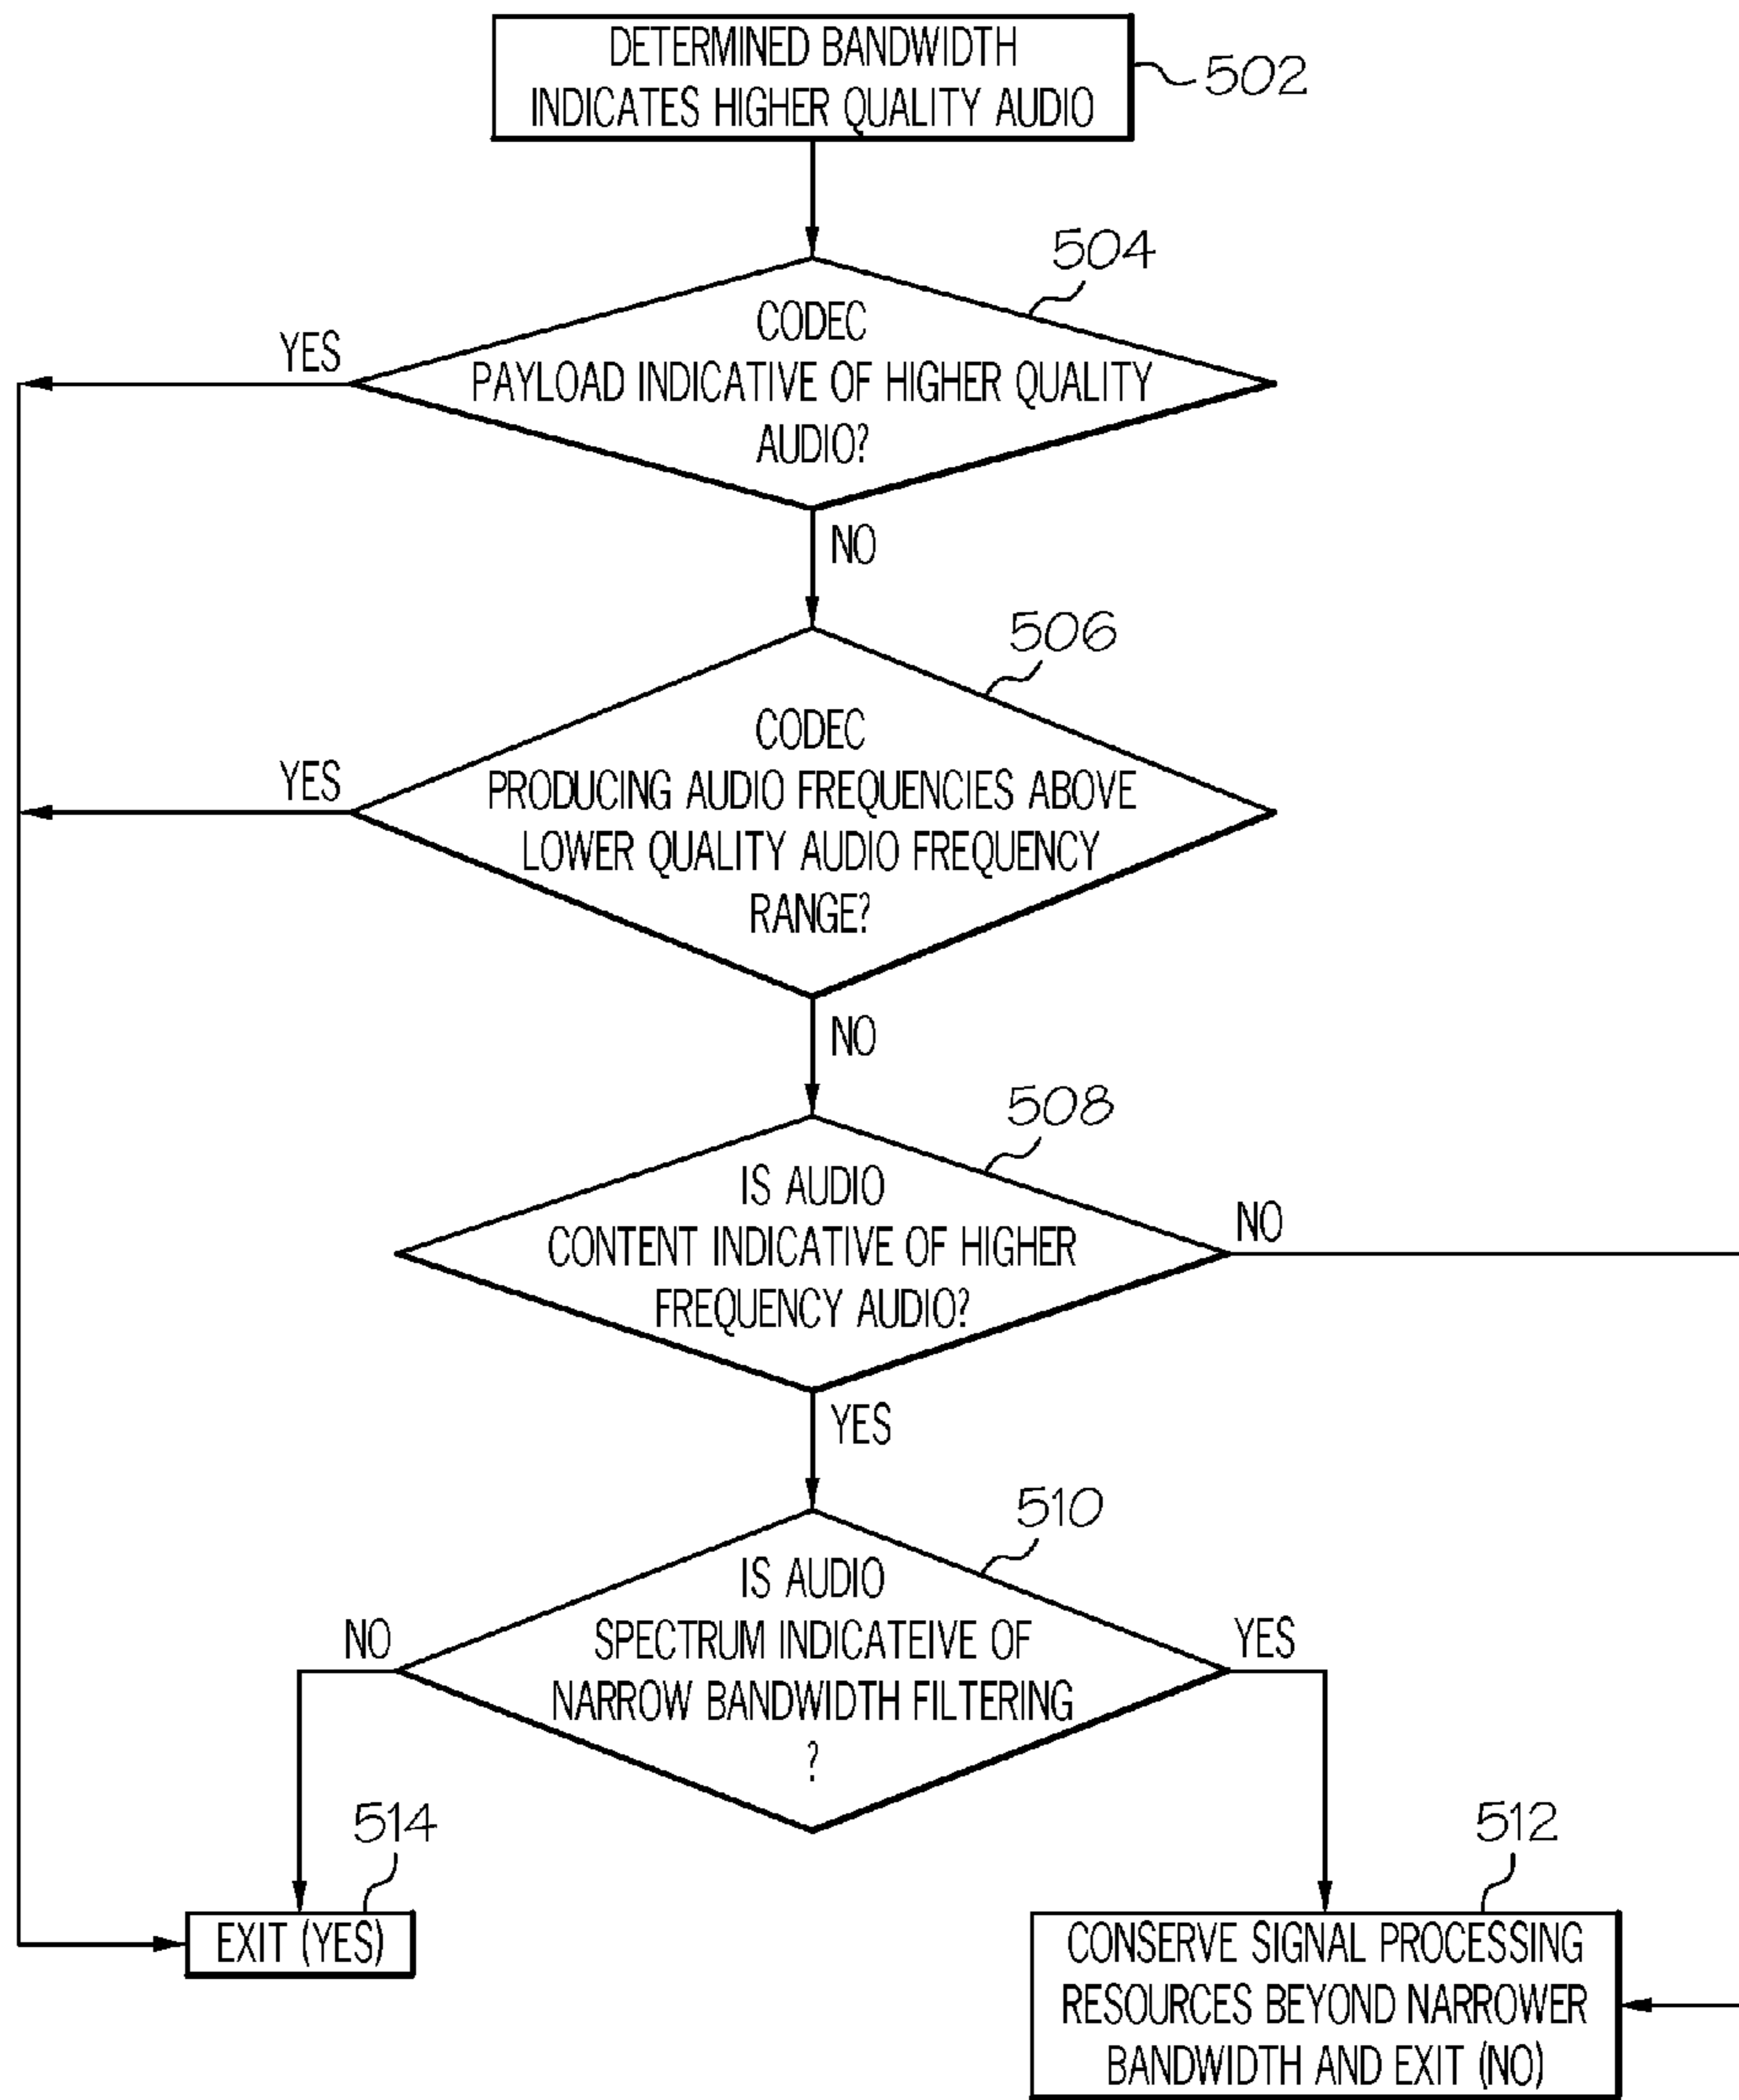 DETERMINED BANDWIDTH
INDICATES HIGHER QUALITY AUDIO
502
504
CODEC
PAYLOAD INDICATIVE OF HIGHER QUALITY
AUDIO?
YES
NO
506
CODEC
PRODUCING AUDIO FREQUENCIES ABOVE
LOWER QUALITY AUDIO FREQUENCY
RANGE?
YES
NO
508
IS AUDIO
CONTENT INDICATIVE OF HIGHER
FREQUENCY AUDIO?
NO
YES
510
IS AUDIO
SPECTRUM INDICATEIVE OF
NARROW BANDWIDTH FILTERING
?
NO
YES
514
EXIT (YES)
512
CONSERVE SIGNAL PROCESSING
RESOURCES BEYOND NARROWER
BANDWIDTH AND EXIT (NO)